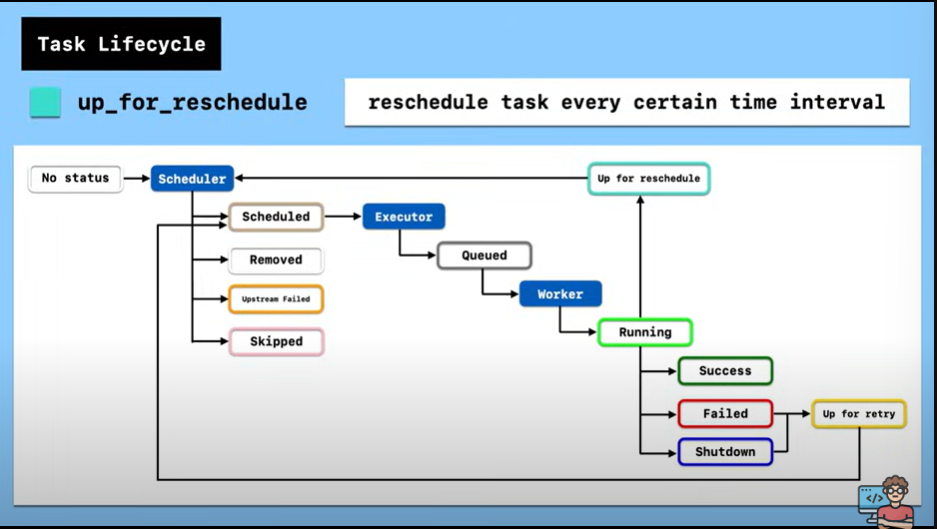 Task Lifecycle
up_for_reschedule
reschedule task every certain time interval
No status
Scheduler
Up for reschedule
Scheduled
Executor
Removed
Queued
Upstream Failed
Worker
Skipped
Running
Success
Failed
Up for retry
Shutdown
</>